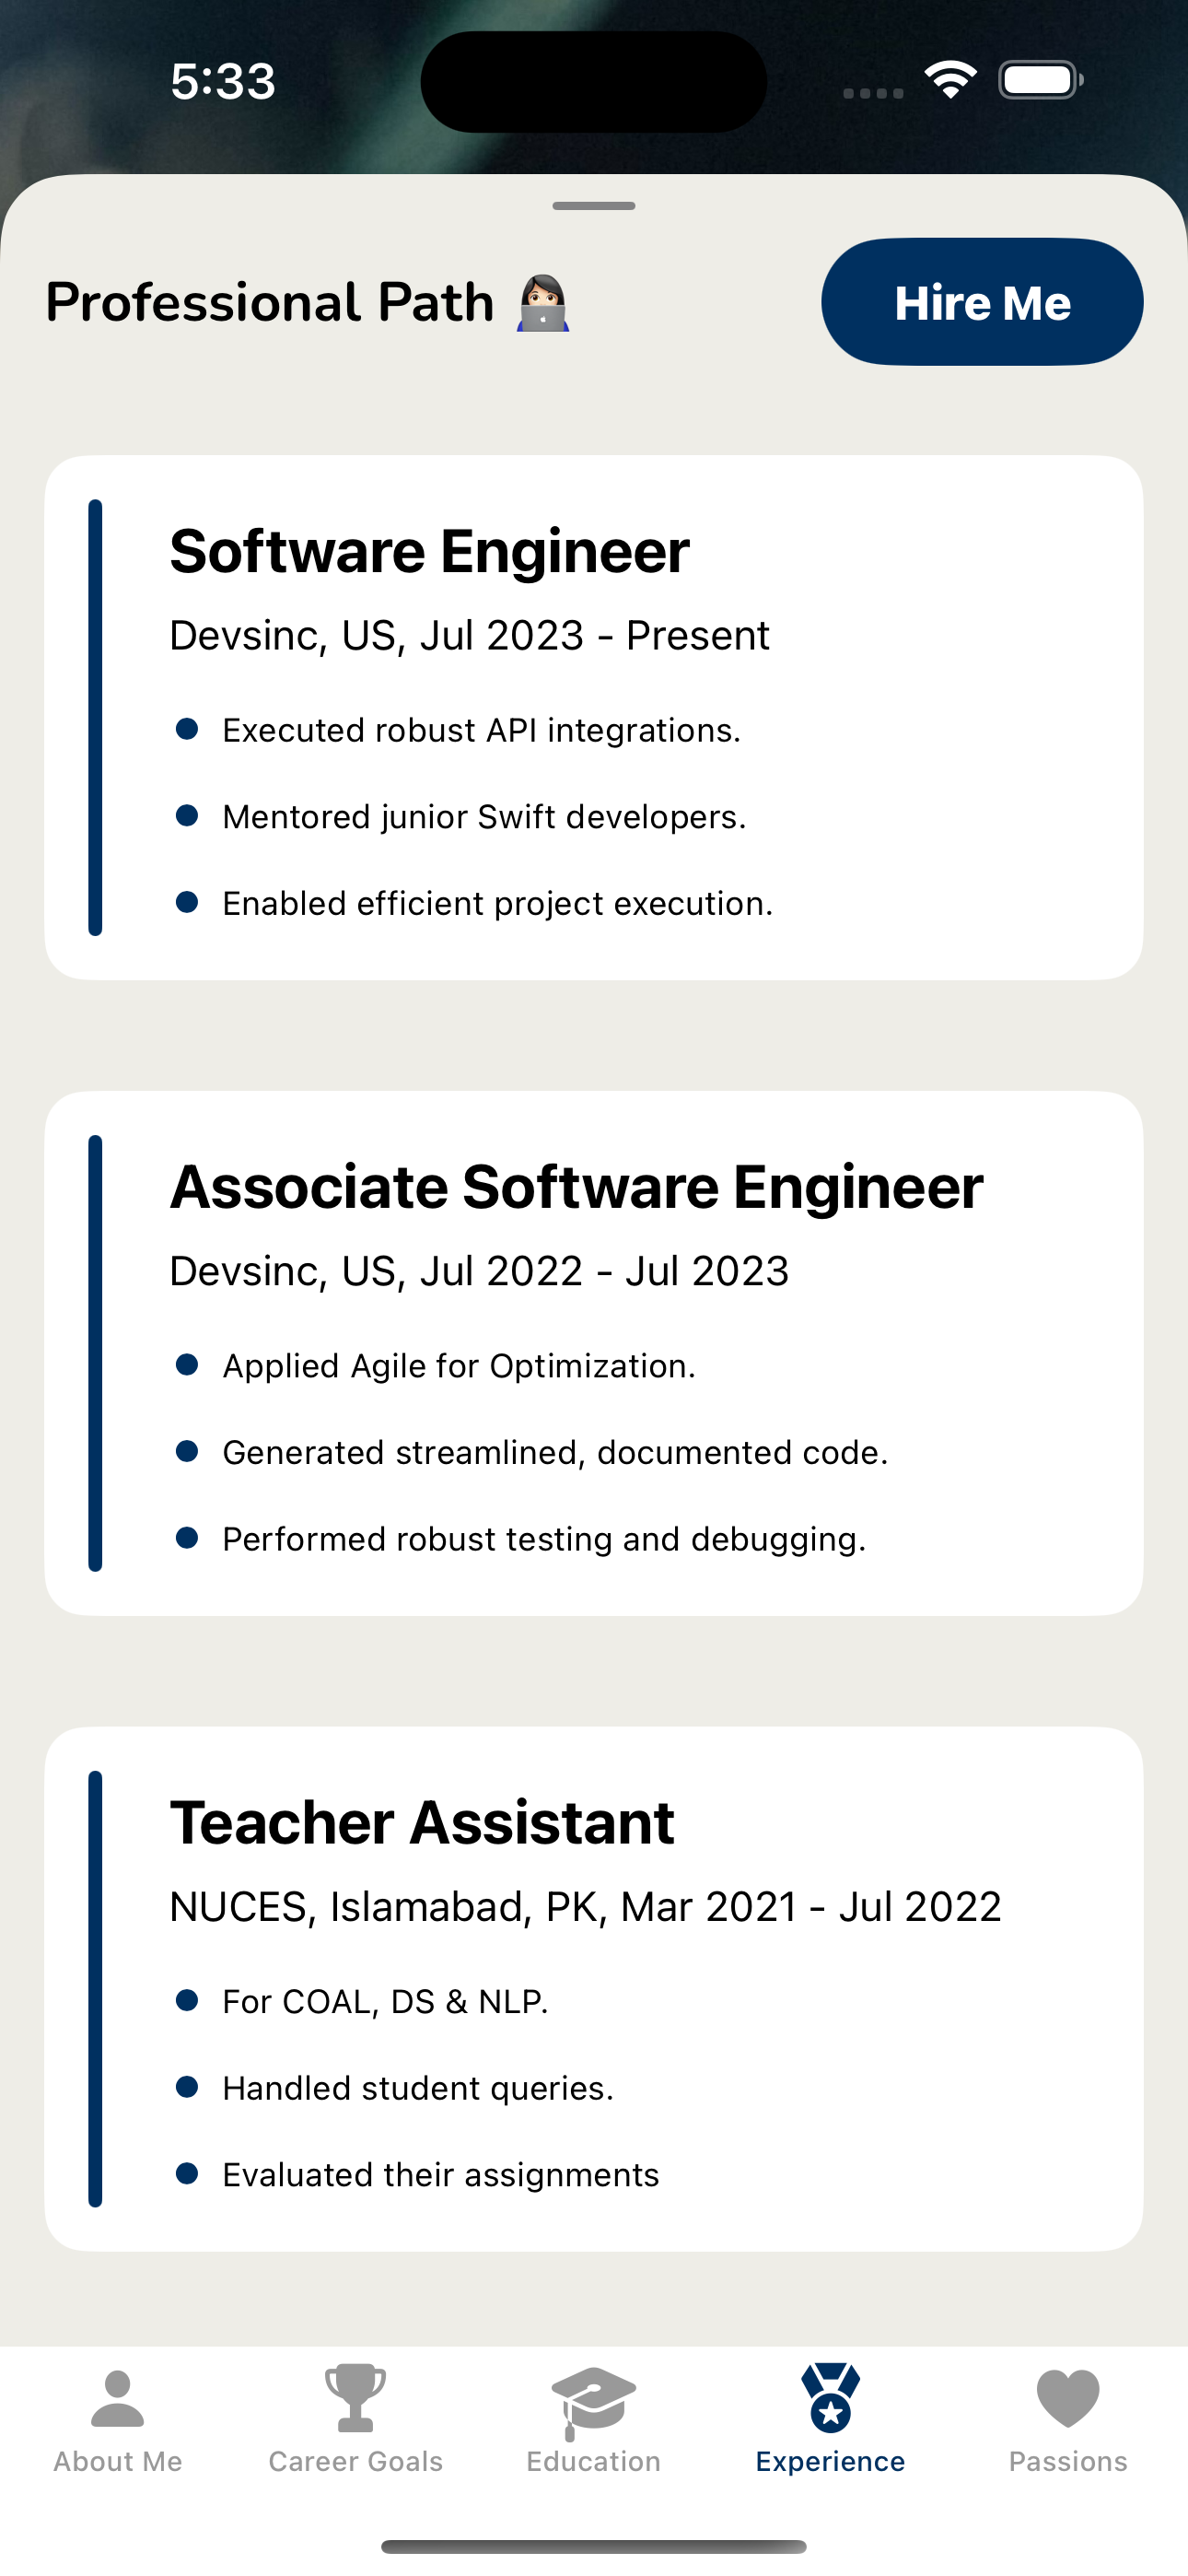 5:33
Professional Path 👩🏻‍💻
Hire Me
Software Engineer
Devsinc, US, Jul 2023 - Present
Executed robust API integrations.
Mentored junior Swift developers.
Enabled efficient project execution.
Associate Software Engineer
Devsinc, US, Jul 2022 - Jul 2023
Applied Agile for Optimization.
Generated streamlined, documented code.
Performed robust testing and debugging.
Teacher Assistant
NUCES, Islamabad, PK, Mar 2021 - Jul 2022
For COAL, DS & NLP.
Handled student queries.
Evaluated their assignments
About Me
Career Goals
Education
Experience
Passions